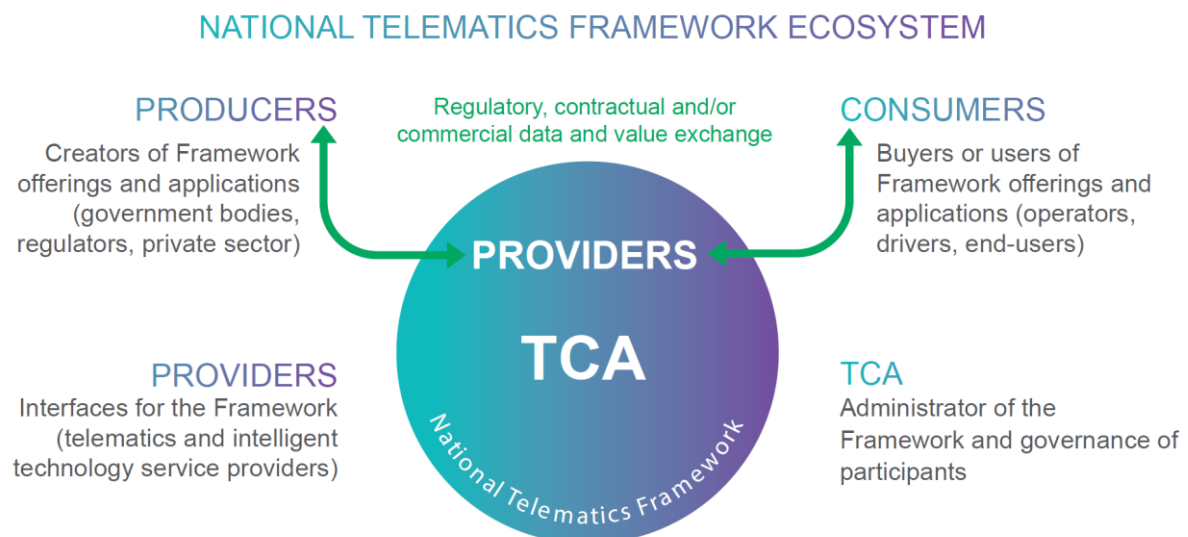 NATIONAL TELEMATICS FRAMEWORK ECOSYSTEM
PRODUCERS
Creators of Framework
offerings and applications
(government bodies,
regulators, private sector)
Regulatory, contractual and/or
commercial data and value exchange
CONSUMERS
Buyers or users of
Framework offerings and
applications (operators,
drivers, end-users)
PROVIDERS
TCA
National Telematics Framework
PROVIDERS
Interfaces for the Framework
(telematics and intelligent
technology service providers)
TCA
Administrator of the
Framework and governance of
participants